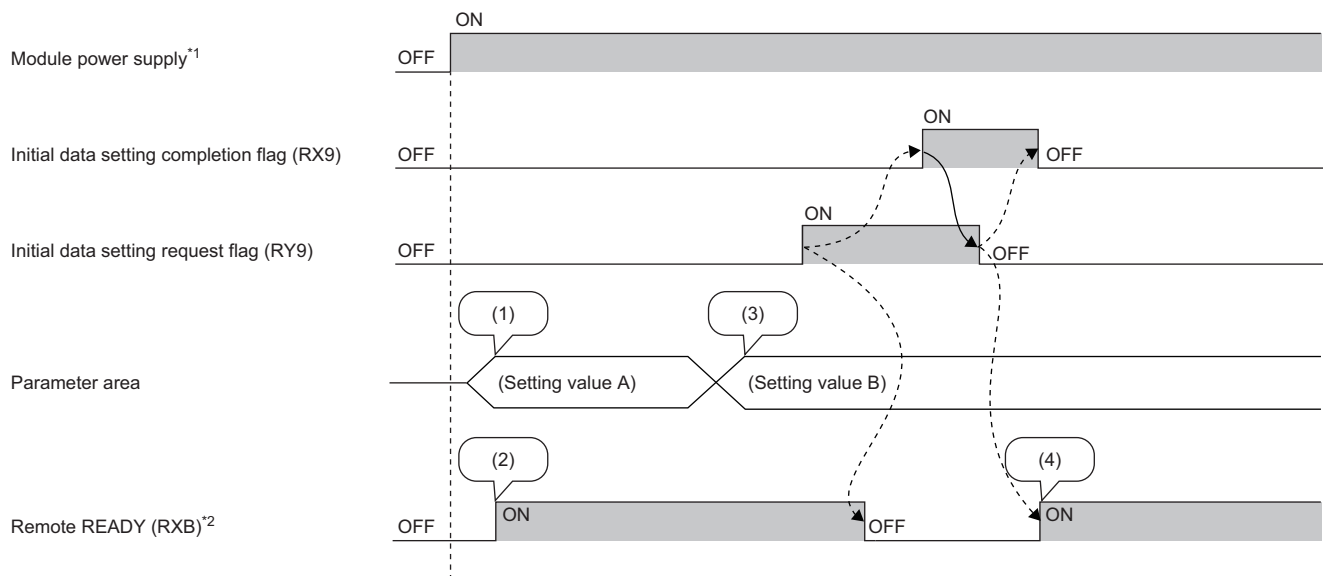 ON
Module power supply*1
OFF
ON
Initial data setting completion flag (RX9)
OFF
OFF
ON
Initial data setting request flag (RY9)
OFF
OFF
(1)
(3)
Parameter area
(Setting value A)
(Setting value B)
(2)
(4)
ON
ON
Remote READY (RXB)*2
OFF
OFF